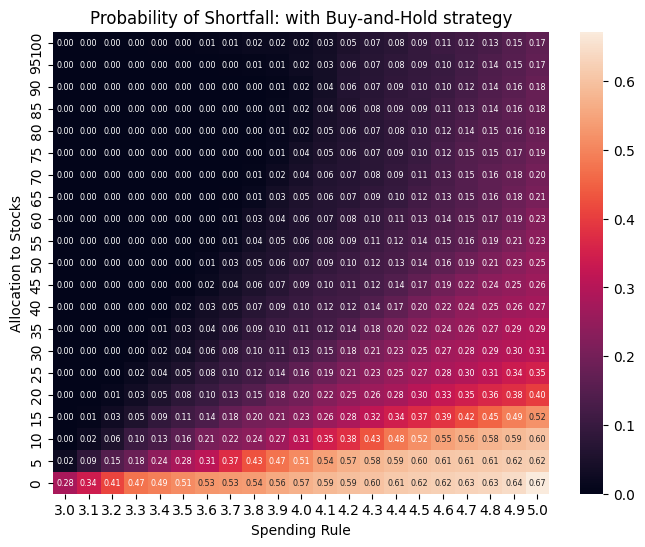 Probability of Shortfall: with Buy-and-Hold strategy
Allocation to Stocks
100 0.00 0.00 0.00 0.00 0.00 0.00 0.01 0.01 0.02 0.02 0.02 0.03 0.05 0.07 0.08 0.09 0.11 0.12 0.13 0.15 0.17
95 0.00 0.00 0.00 0.00 0.00 0.00 0.00 0.00 0.01 0.01 0.02 0.03 0.06 0.07 0.08 0.09 0.10 0.12 0.14 0.15 0.17
90 0.00 0.00 0.00 0.00 0.00 0.00 0.00 0.00 0.00 0.01 0.02 0.04 0.06 0.07 0.09 0.10 0.10 0.12 0.14 0.16 0.18
85 0.00 0.00 0.00 0.00 0.00 0.00 0.00 0.00 0.00 0.01 0.02 0.04 0.06 0.08 0.09 0.09 0.11 0.13 0.14 0.16 0.18
80 0.00 0.00 0.00 0.00 0.00 0.00 0.00 0.00 0.00 0.01 0.02 0.05 0.06 0.07 0.08 0.10 0.12 0.14 0.15 0.16 0.18
75 0.00 0.00 0.00 0.00 0.00 0.00 0.00 0.00 0.00 0.01 0.02 0.05 0.06 0.07 0.09 0.10 0.12 0.15 0.15 0.17 0.19
70 0.00 0.00 0.00 0.00 0.00 0.00 0.00 0.00 0.00 0.01 0.02 0.05 0.06 0.07 0.09 0.11 0.13 0.15 0.16 0.18 0.20
65 0.00 0.00 0.00 0.00 0.00 0.00 0.00 0.00 0.01 0.03 0.05 0.06 0.07 0.09 0.10 0.12 0.13 0.15 0.16 0.18 0.21
60 0.00 0.00 0.00 0.00 0.00 0.00 0.00 0.01 0.03 0.04 0.06 0.07 0.08 0.10 0.11 0.13 0.14 0.15 0.17 0.19 0.23
55 0.00 0.00 0.00 0.00 0.00 0.00 0.00 0.01 0.04 0.05 0.06 0.08 0.09 0.11 0.12 0.14 0.15 0.16 0.19 0.21 0.23
50 0.00 0.00 0.00 0.00 0.00 0.00 0.01 0.03 0.05 0.06 0.07 0.09 0.10 0.11 0.12 0.14 0.16 0.19 0.21 0.23 0.25
45 0.00 0.00 0.00 0.00 0.00 0.00 0.02 0.04 0.06 0.07 0.09 0.10 0.11 0.12 0.14 0.17 0.19 0.22 0.24 0.25 0.26
40 0.00 0.00 0.00 0.00 0.00 0.02 0.03 0.05 0.07 0.09 0.10 0.12 0.12 0.14 0.17 0.20 0.22 0.24 0.25 0.26 0.27
35 0.00 0.00 0.00 0.00 0.01 0.03 0.04 0.06 0.09 0.10 0.11 0.12 0.14 0.18 0.20 0.22 0.24 0.26 0.27 0.29 0.29
30 0.00 0.00 0.00 0.00 0.02 0.04 0.06 0.08 0.10 0.11 0.13 0.15 0.18 0.21 0.23 0.25 0.27 0.28 0.29 0.30 0.31
25 0.00 0.00 0.00 0.02 0.04 0.05 0.08 0.10 0.12 0.14 0.16 0.19 0.21 0.23 0.25 0.27 0.28 0.30 0.31 0.34 0.35
20 0.00 0.00 0.01 0.03 0.05 0.08 0.10 0.13 0.15 0.18 0.20 0.22 0.25 0.26 0.28 0.30 0.33 0.35 0.36 0.38 0.40
15 0.00 0.01 0.03 0.05 0.09 0.11 0.14 0.18 0.20 0.21 0.23 0.26 0.28 0.32 0.34 0.37 0.39 0.42 0.45 0.49 0.52
10 0.00 0.02 0.06 0.10 0.13 0.16 0.21 0.22 0.24 0.27 0.31 0.35 0.38 0.43 0.48 0.52 0.55 0.56 0.58 0.59 0.60
5 0.02 0.09 0.15 0.18 0.24 0.28 0.31 0.37 0.43 0.47 0.51 0.54 0.57 0.58 0.59 0.60 0.61 0.61 0.61 0.62 0.62
0 0.28 0.34 0.41 0.47 0.49 0.51 0.53 0.53 0.54 0.56 0.57 0.59 0.59 0.60 0.61 0.62 0.62 0.63 0.63 0.64 0.67
3.0 3.1 3.2 3.3 3.4 3.5 3.6 3.7 3.8 3.9 4.0 4.1 4.2 4.3 4.4 4.5 4.6 4.7 4.8 4.9 5.0
Spending Rule
0.6
0.5
0.4
0.3
0.2
0.1
0.0